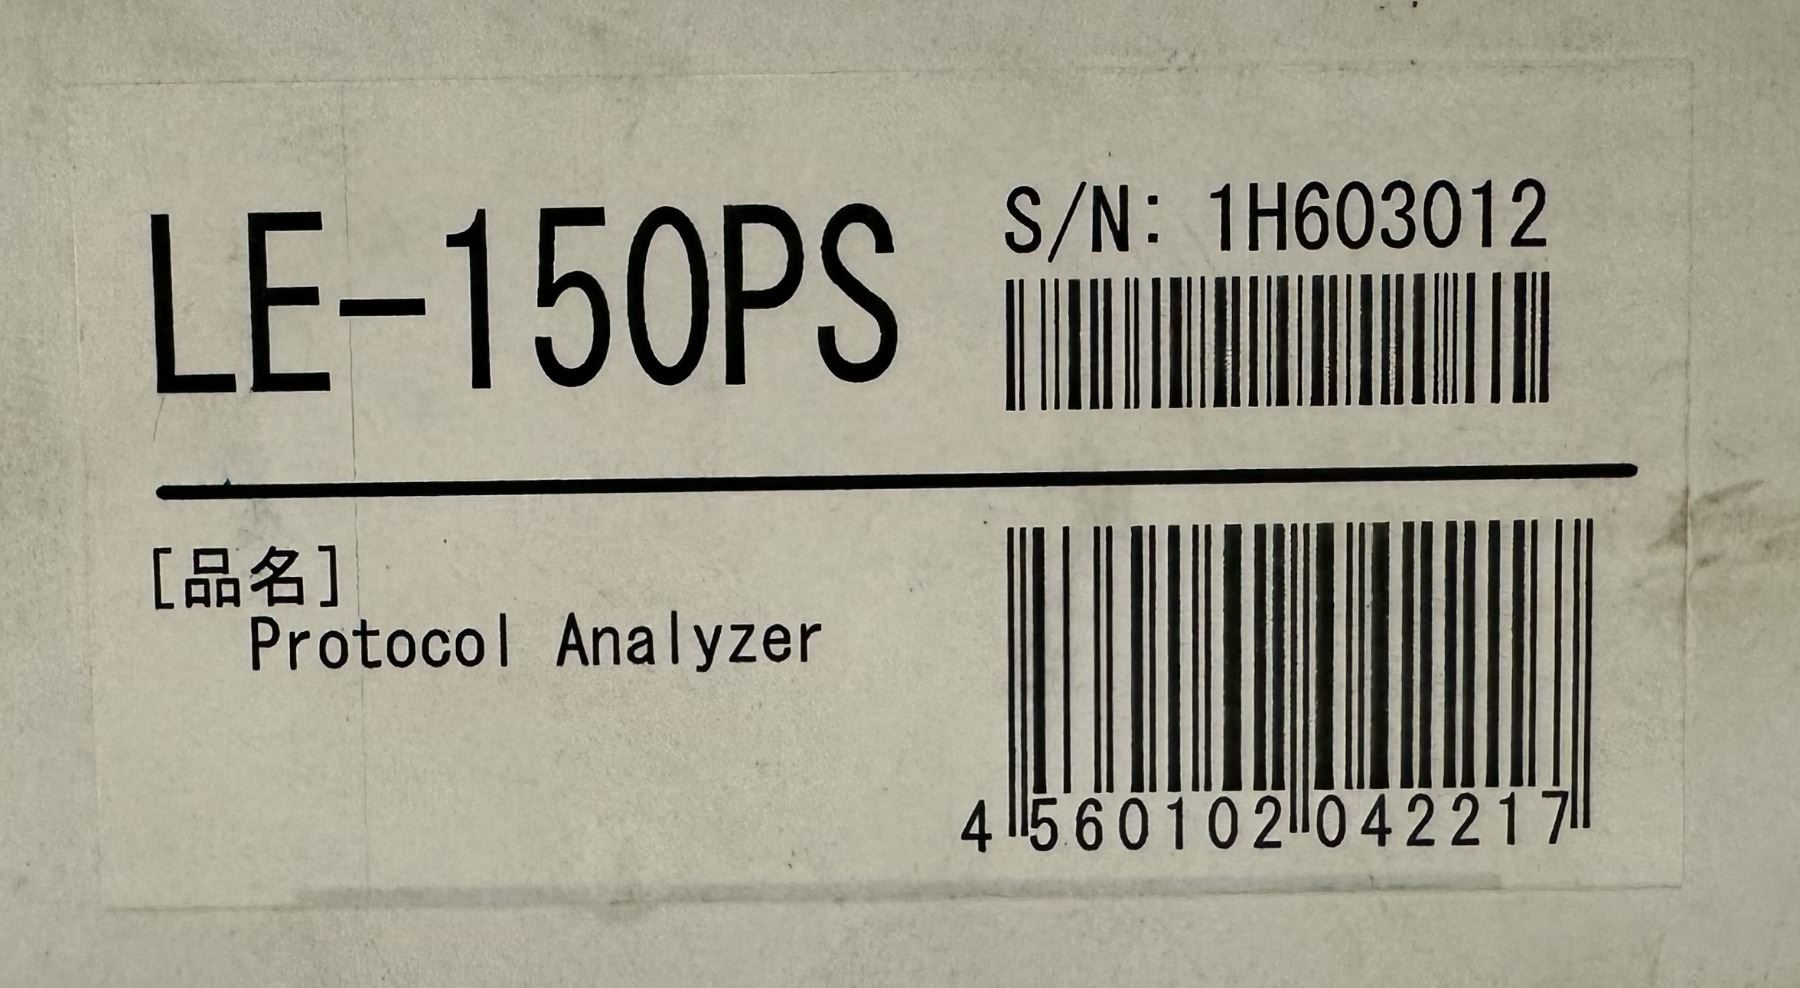 LE-150PS
S/N: 1H603012
[品名]
Protocol Analyzer
4 560102 042217